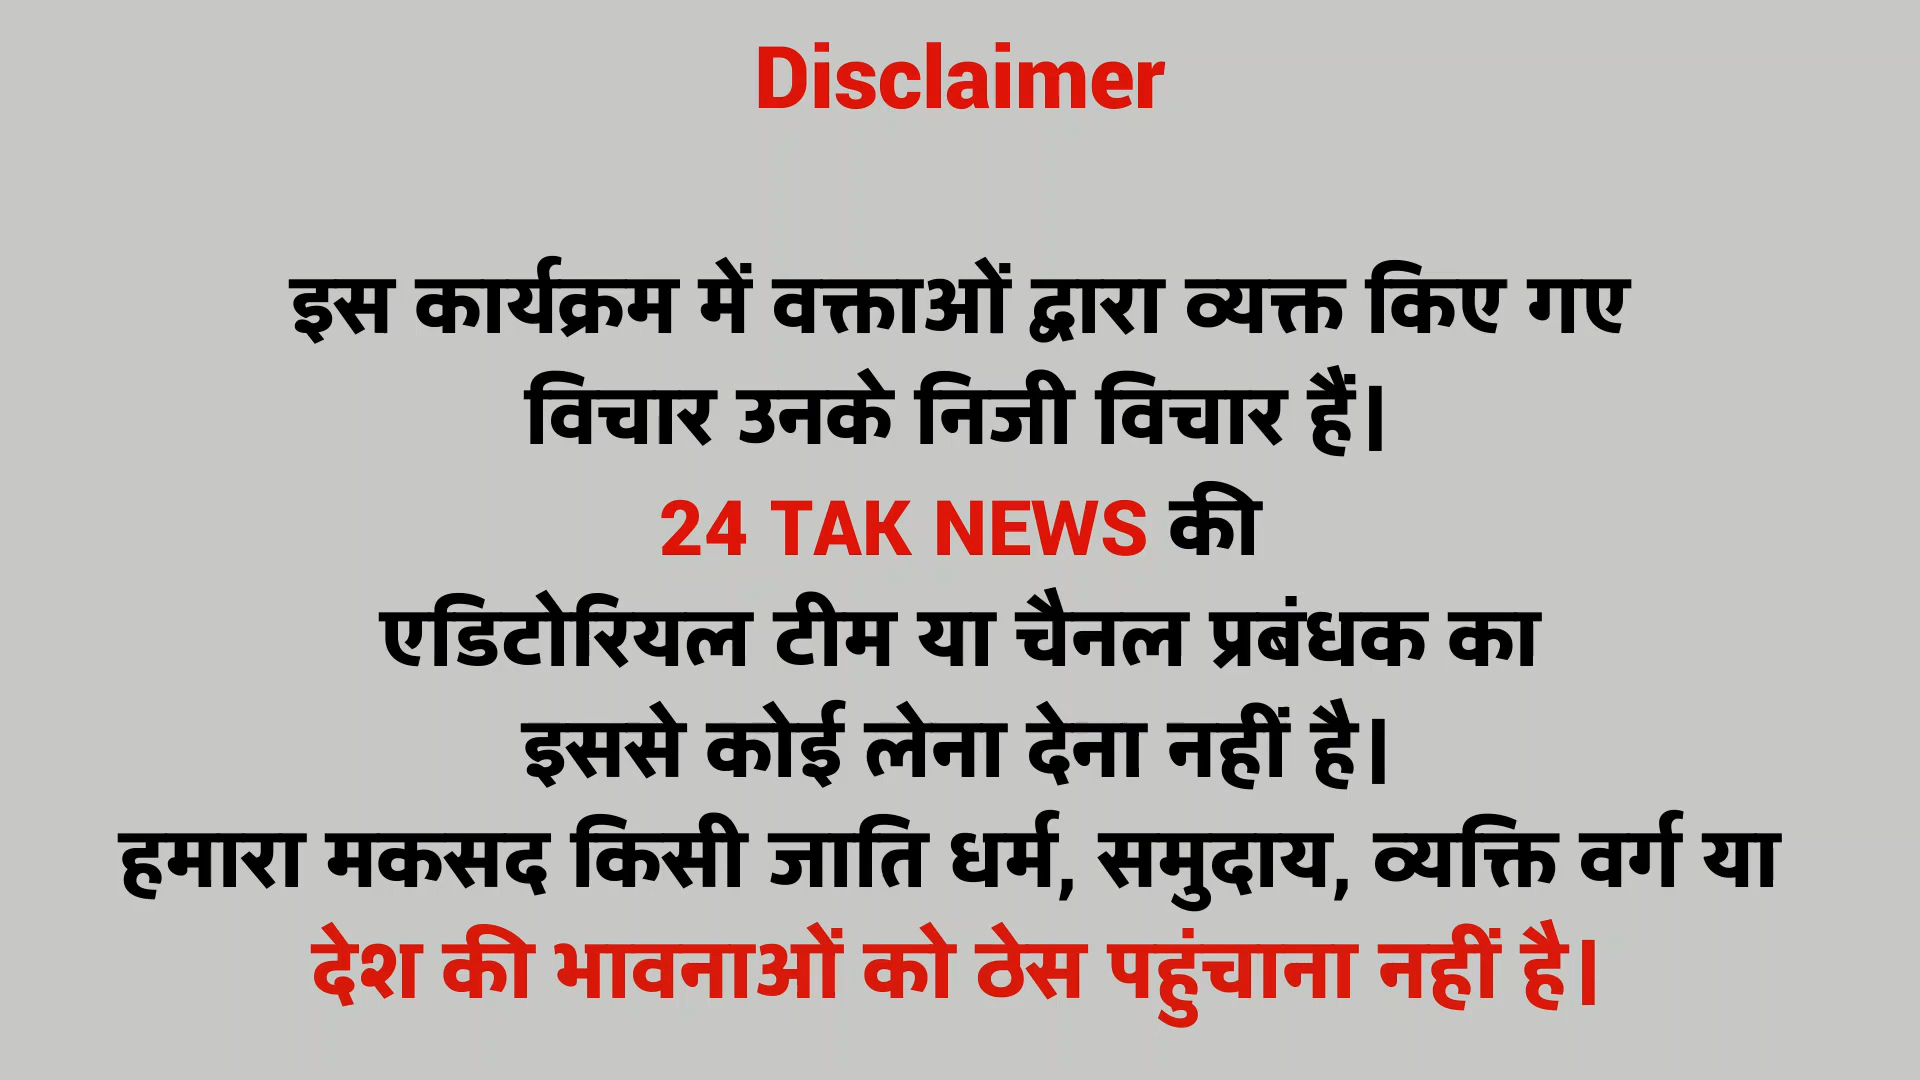 Disclaimer
इस कार्यक्रम में वक्ताओं द्वारा व्यक्त किए गए
विचार उनके निजी विचार हैं।
24 TAK NEWS की
एडिटोरियल टीम या चैनल प्रबंधक का
इससे कोई लेना देना नहीं है।
हमारा मकसद किसी जाति धर्म, समुदाय, व्यक्ति वर्ग या
देश की भावनाओं को ठेस पहुंचाना नहीं है।